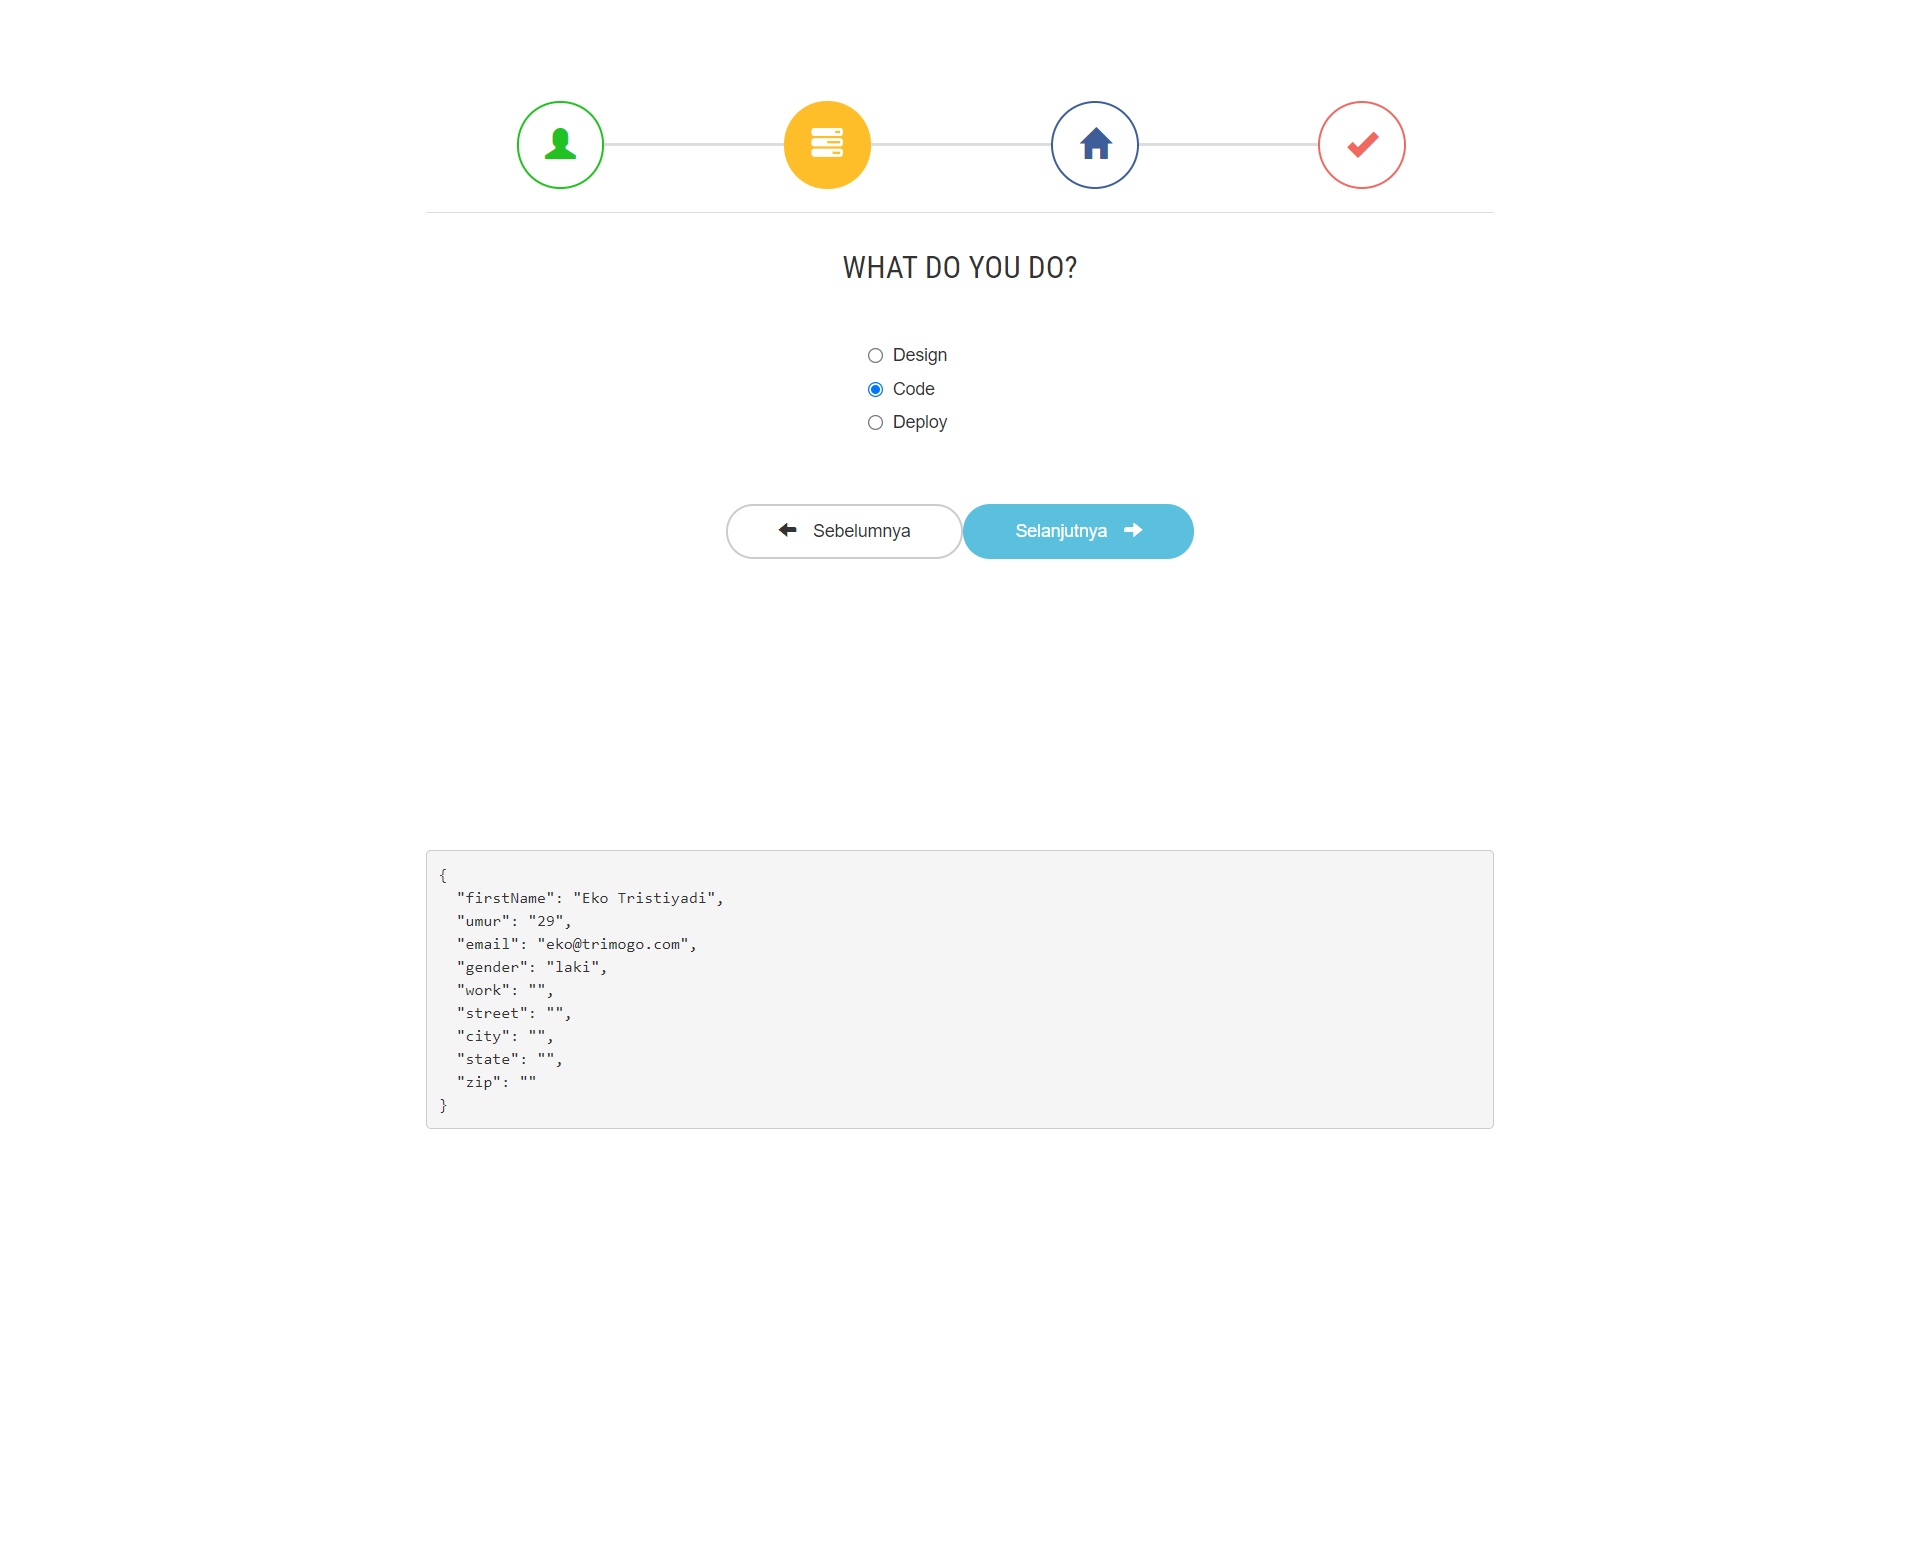 WHAT DO YOU DO?
Design
Code
Deploy
Sebelumnya
Selanjutnya
{
"firstName": "Eko Tristiyadi",
"umur": "29",
"email": "eko@trimogo.com",
"gender": "laki",
"work": "",
"street": "",
"city": "",
"state": "",
"zip": ""
}